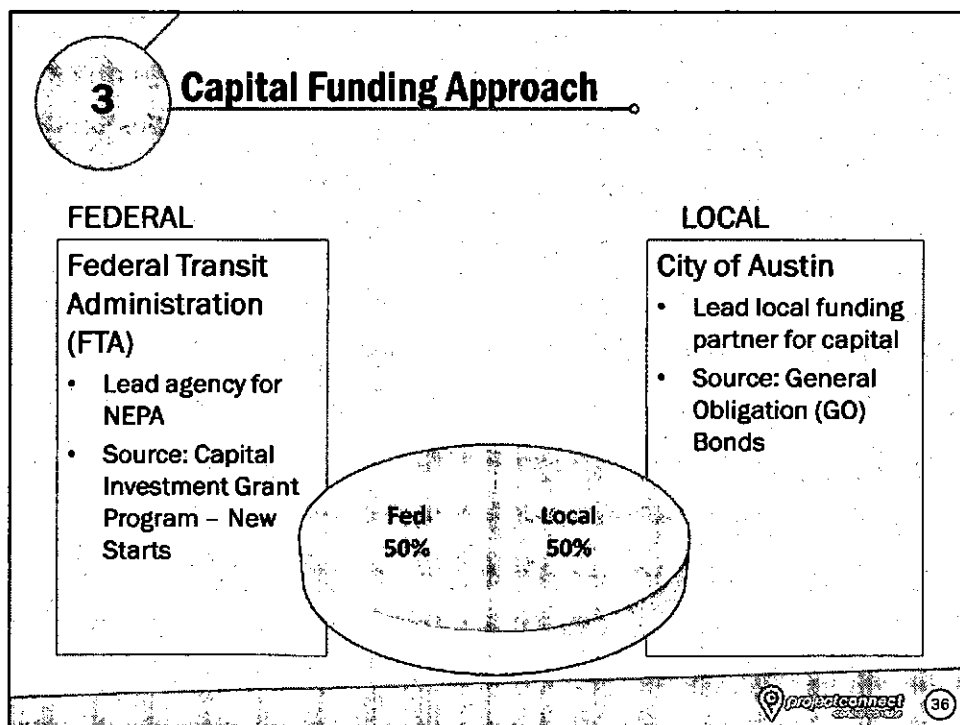 3
Capital Funding Approach
FEDERAL
Federal Transit
Administration
(FTA)
• Lead agency for
NEPA
• Source: Capital
Investment Grant
Program – New
Starts
LOCAL
City of Austin
• Lead local funding
partner for capital
• Source: General
Obligation (GO)
Bonds
Fed
50%
Local
50%
projectconnect
36